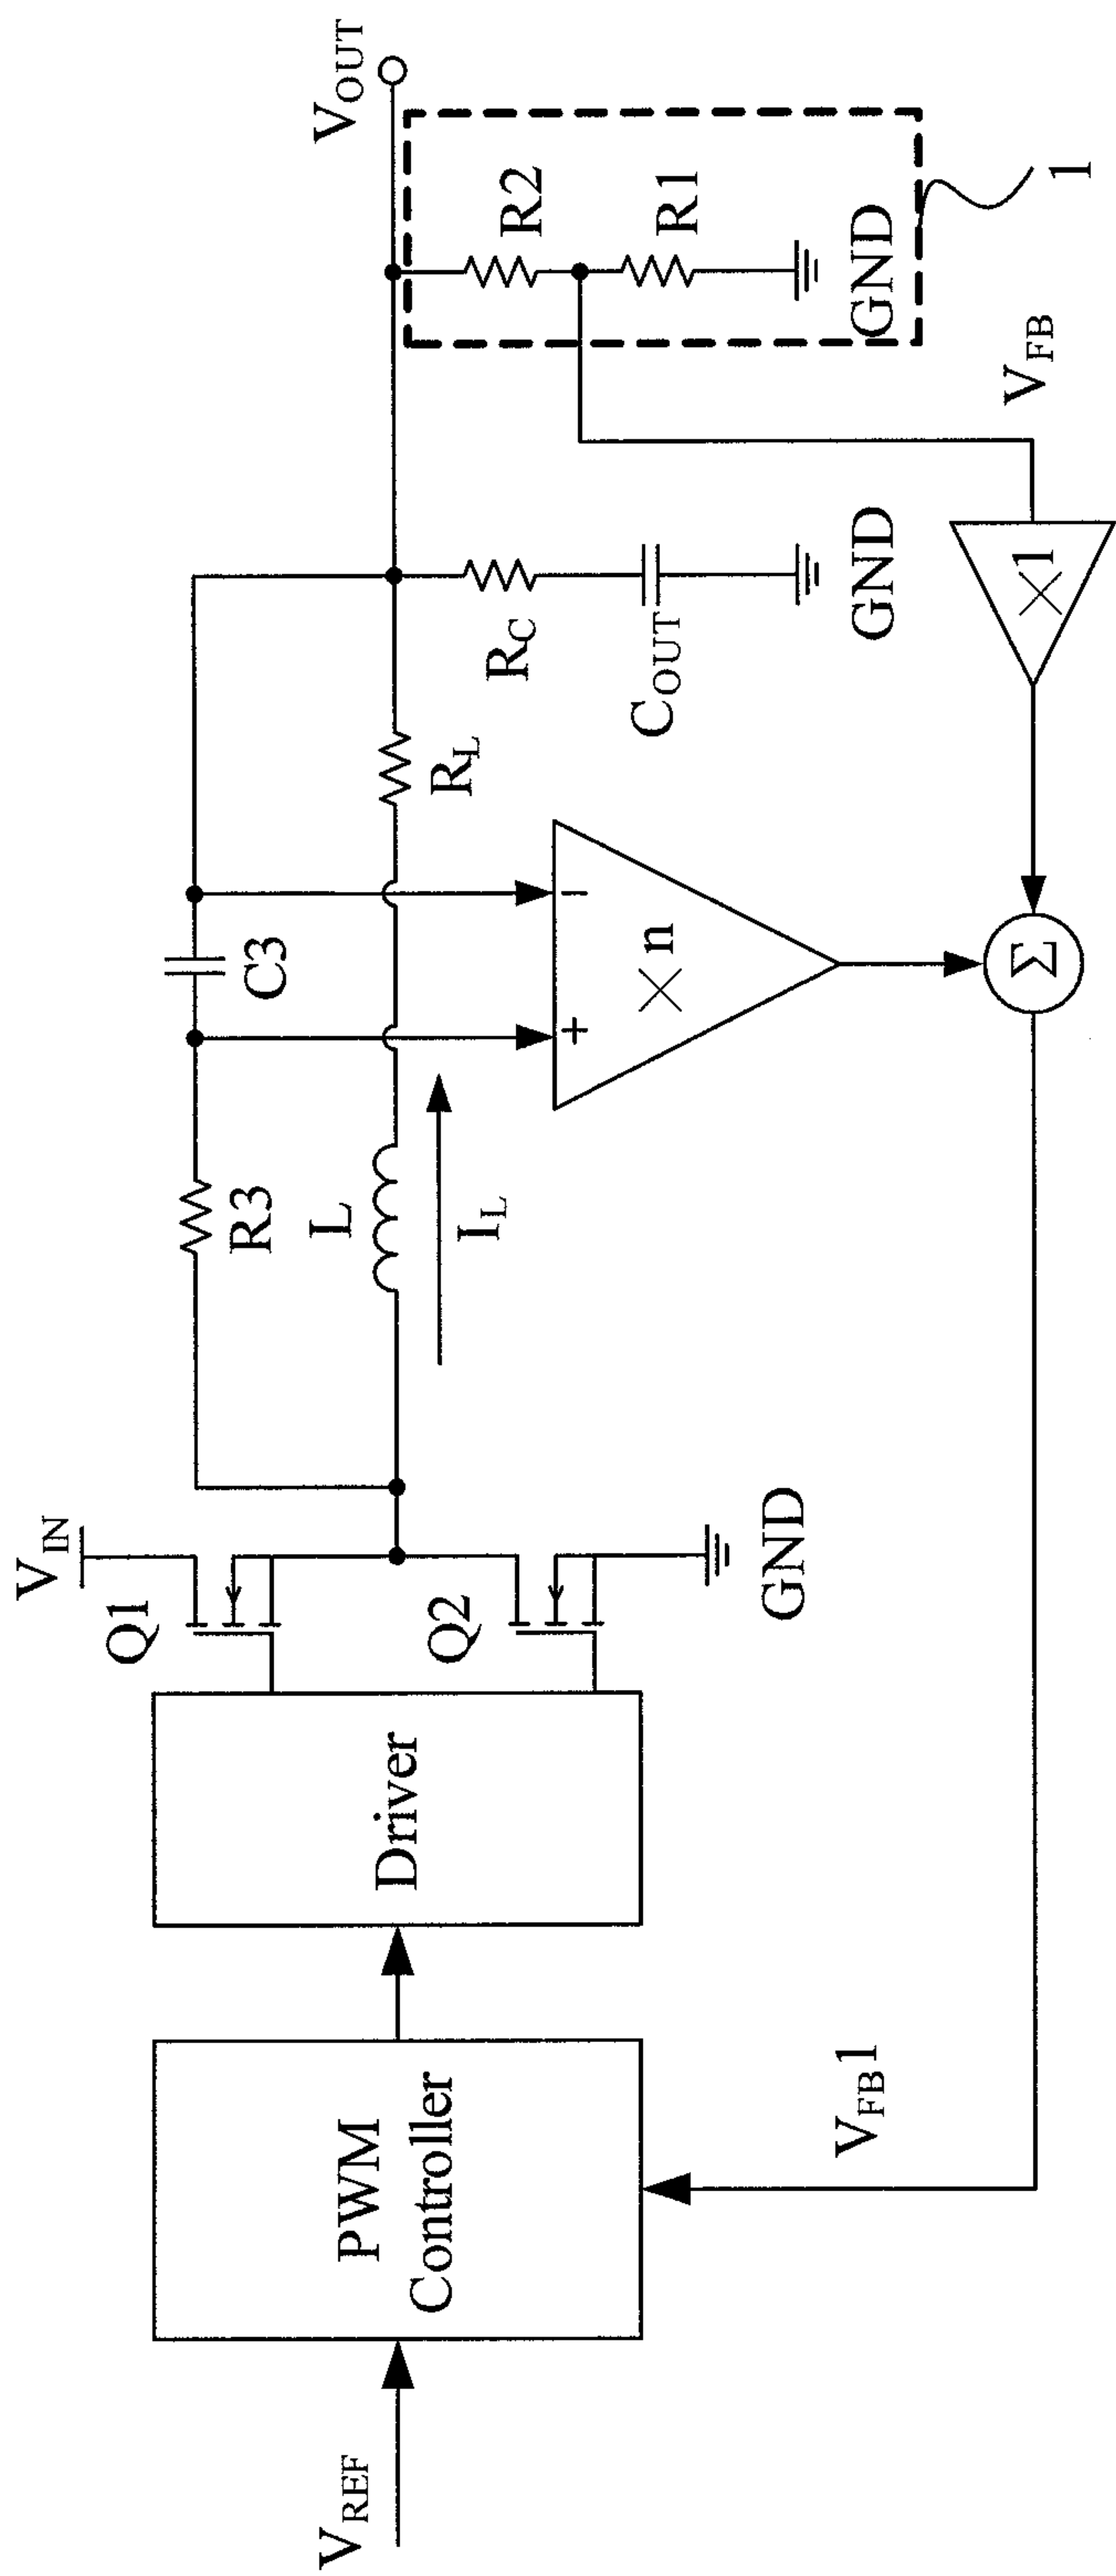 V_IN
Q1
R3
C3
V_OUT
V_REF
PWM
Controller
Driver
Q2
L
I_L
R_L
R_C
C_OUT
R2
R1
GND
GND
GND
+
-
×n
1
V_FB
V_FB1
Σ
×1